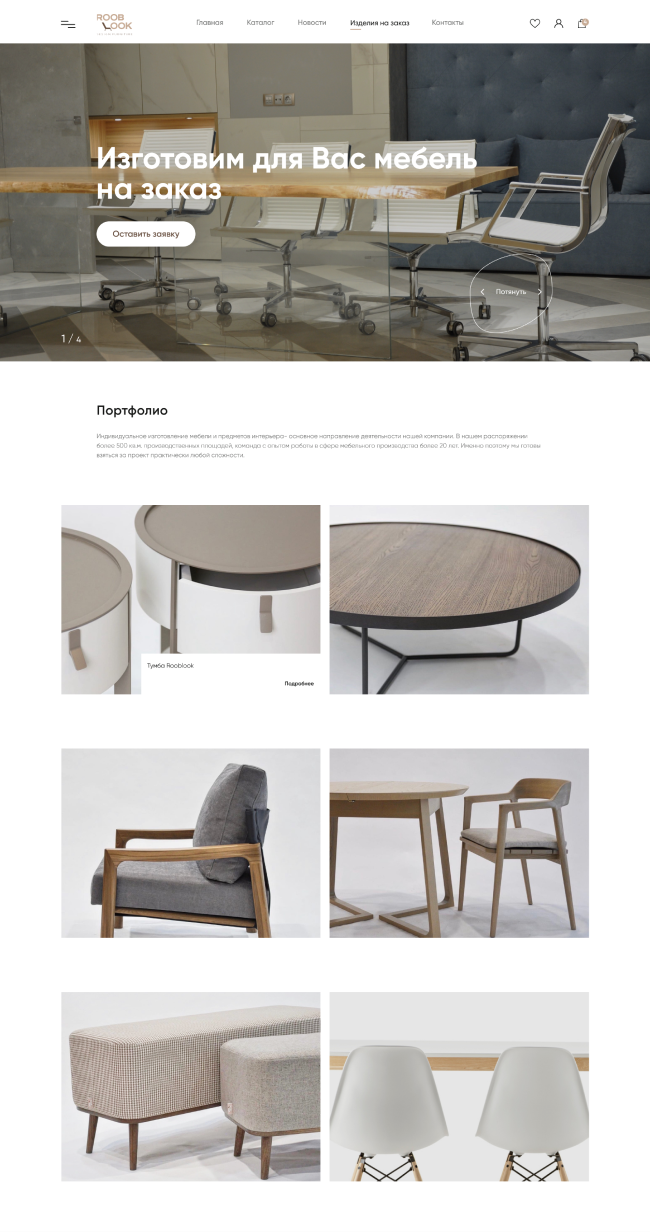 ROOB
LOOK
Главная
Каталог
Новости
Изделия на заказ
Контакты
Изготовим для Вас мебель
на заказ
Оставить заявку
Потянуть
1 / 4
Портфолио
Индивидуальное изготовление мебели и предметов интерьера- основное направление деятельности нашей компании. В нашем распоряжении
более 500 кв.м. производственных площадей, команда с опытом работы в сфере мебельного производства более 20 лет. Именно поэтому мы готовы
взяться за проект практически любой сложности.
Тумба Rooblook
Подробнее